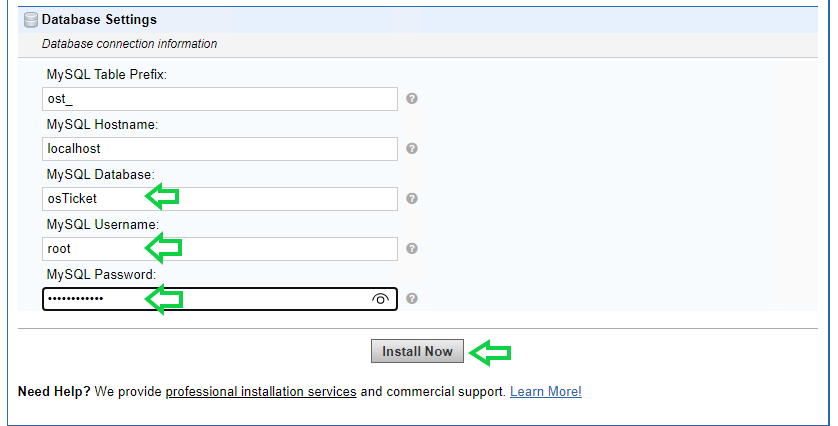 Database Settings
Database connection information
MySQL Table Prefix:
ost_
MySQL Hostname:
localhost
MySQL Database:
osTicket
MySQL Username:
root
MySQL Password:
••••••••••••
Install Now
Need Help? We provide professional installation services and commercial support. Learn More!